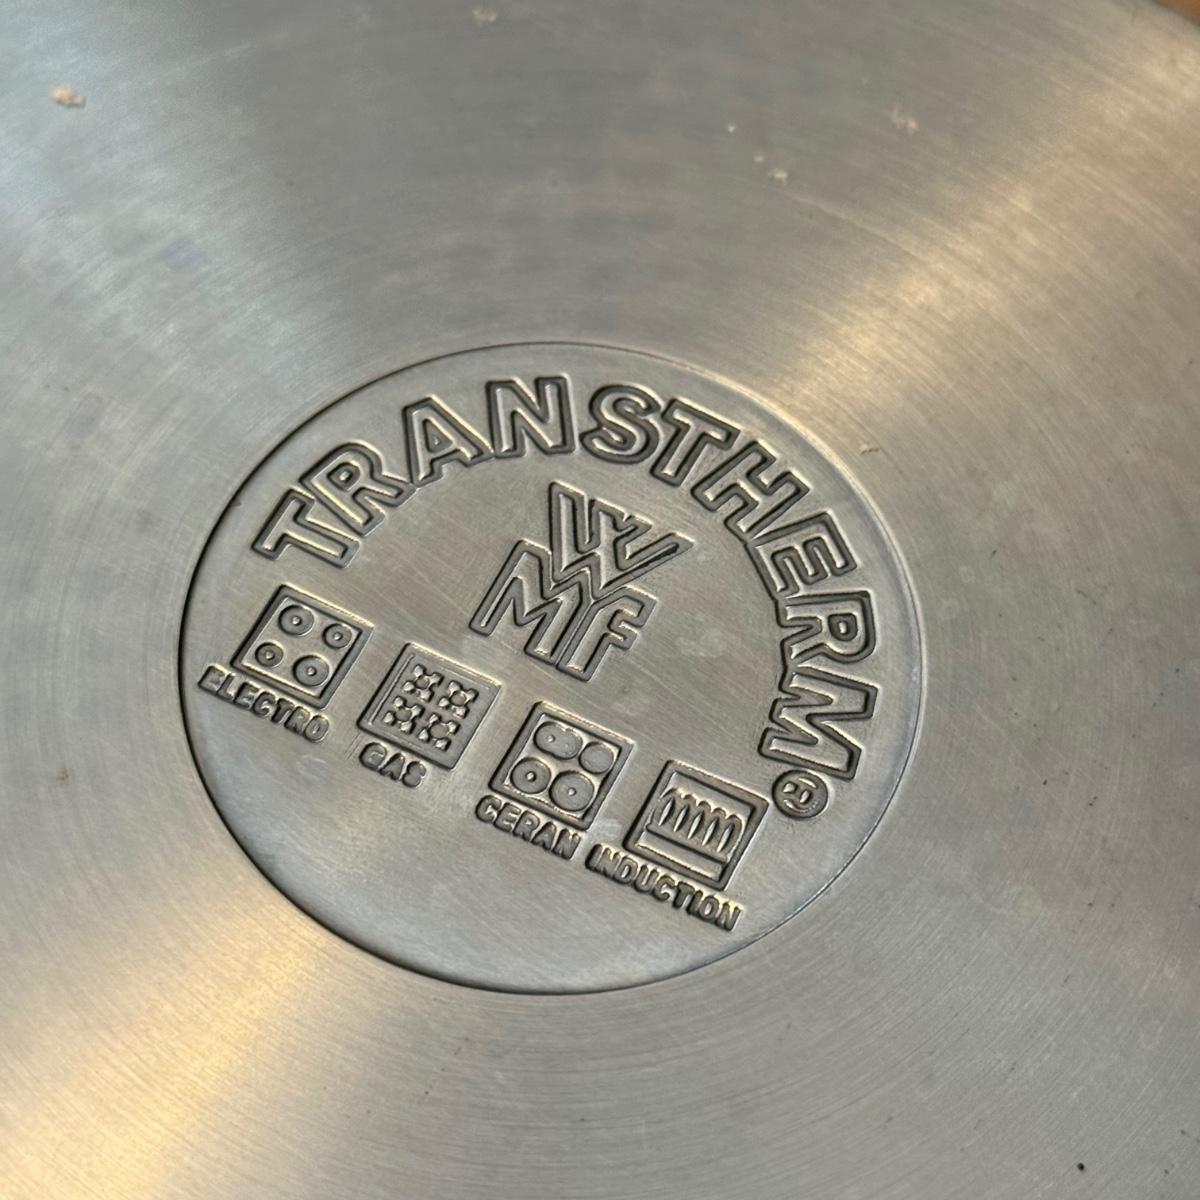 TRANSTHERM®
WMF
ELECTRO
GAS
CERAN
INDUCTION